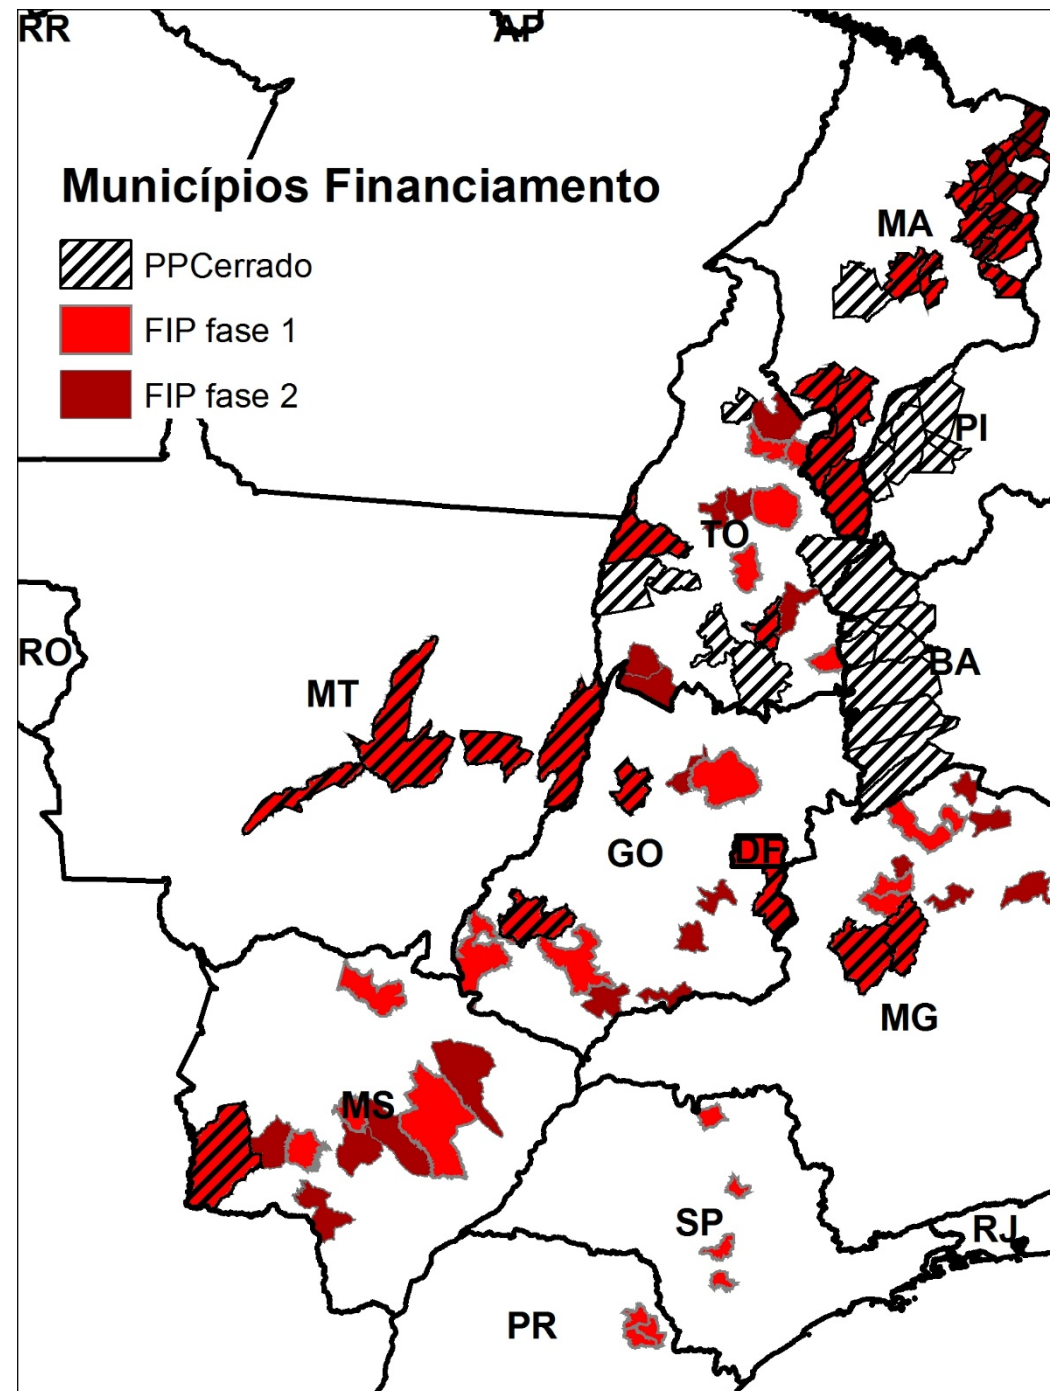 RR
AP
Municípios Financiamento
PPCerrado
FIP fase 1
FIP fase 2
MA
PI
TO
RO
MT
BA
GO
DF
MG
MS
SP
RJ
PR